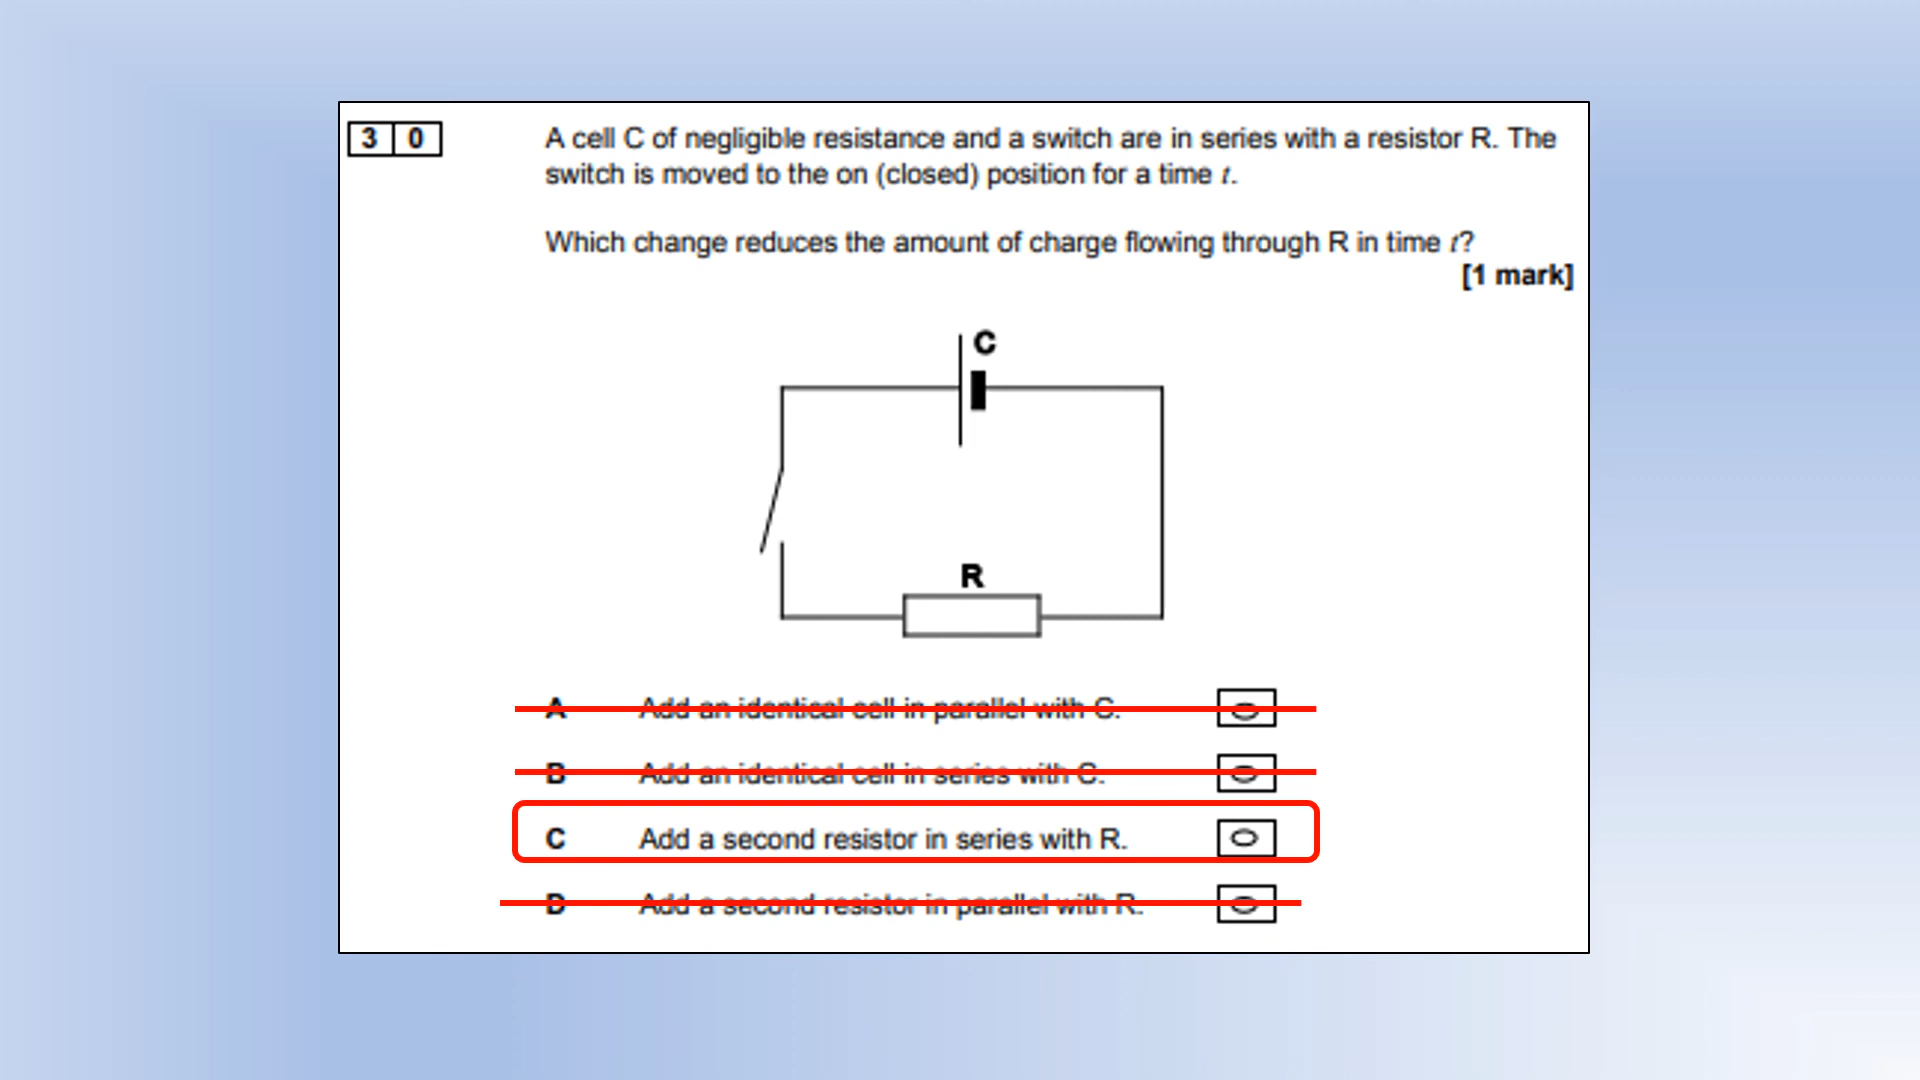 3 0
A cell C of negligible resistance and a switch are in series with a resistor R. The
switch is moved to the on (closed) position for a time t.
Which change reduces the amount of charge flowing through R in time t?
[1 mark]
C
R
A Add an identical cell in parallel with C.
B Add an identical cell in series with C.
C Add a second resistor in series with R.
D Add a second resistor in parallel with R.